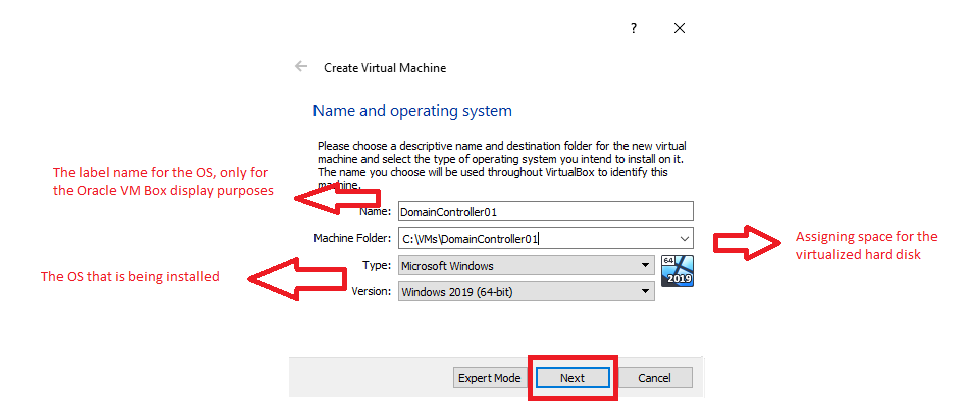 ?
Create Virtual Machine
Name and operating system
Please choose a descriptive name and destination folder for the new virtual
machine and select the type of operating system you intend to install on it.
The name you choose will be used throughout VirtualBox to identify this
machine.
The label name for the OS, only for
the Oracle VM Box display purposes
Name: DomainController01
Machine Folder: C:\VMs\DomainController01
Assigning space for the
virtualized hard disk
Type: Microsoft Windows
64
2019
The OS that is being installed
Version: Windows 2019 (64-bit)
Expert Mode Next Cancel